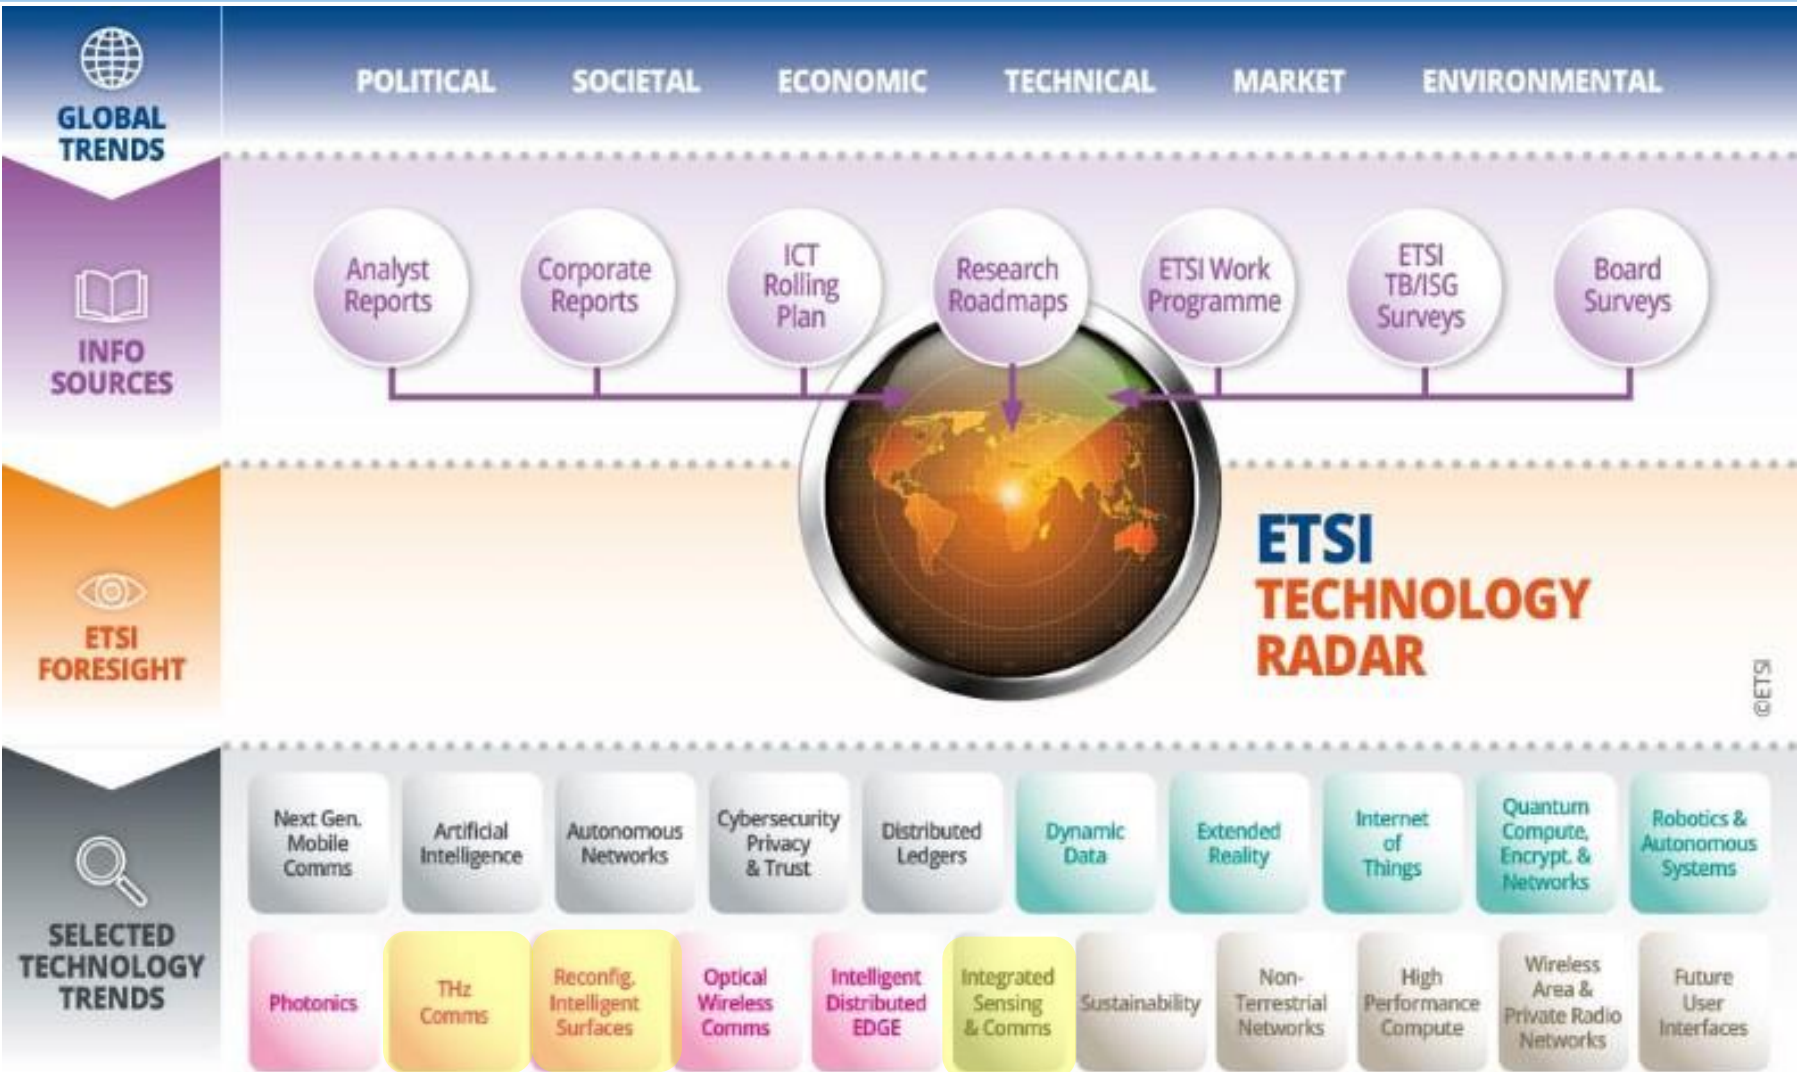 GLOBAL
TRENDS
POLITICAL SOCIETAL ECONOMIC TECHNICAL MARKET ENVIRONMENTAL
INFO
SOURCES
Analyst
Reports
Corporate
Reports
ICT
Rolling
Plan
Research
Roadmaps
ETSI Work
Programme
ETSI
TB/ISG
Surveys
Board
Surveys
ETSI
FORESIGHT
ETSI
TECHNOLOGY
RADAR
©ETSI
SELECTED
TECHNOLOGY
TRENDS
Next Gen.
Mobile
Comms
Artificial
Intelligence
Autonomous
Networks
Cybersecurity
Privacy
& Trust
Distributed
Ledgers
Dynamic
Data
Extended
Reality
Internet
of
Things
Quantum
Compute,
Encrypt. &
Networks
Robotics &
Autonomous
Systems
Photonics
THz
Comms
Reconfig.
Intelligent
Surfaces
Optical
Wireless
Comms
Intelligent
Distributed
EDGE
Integrated
Sensing
& Comms
Sustainability
Non-
Terrestrial
Networks
High
Performance
Compute
Wireless
Area &
Private Radio
Networks
Future
User
Interfaces